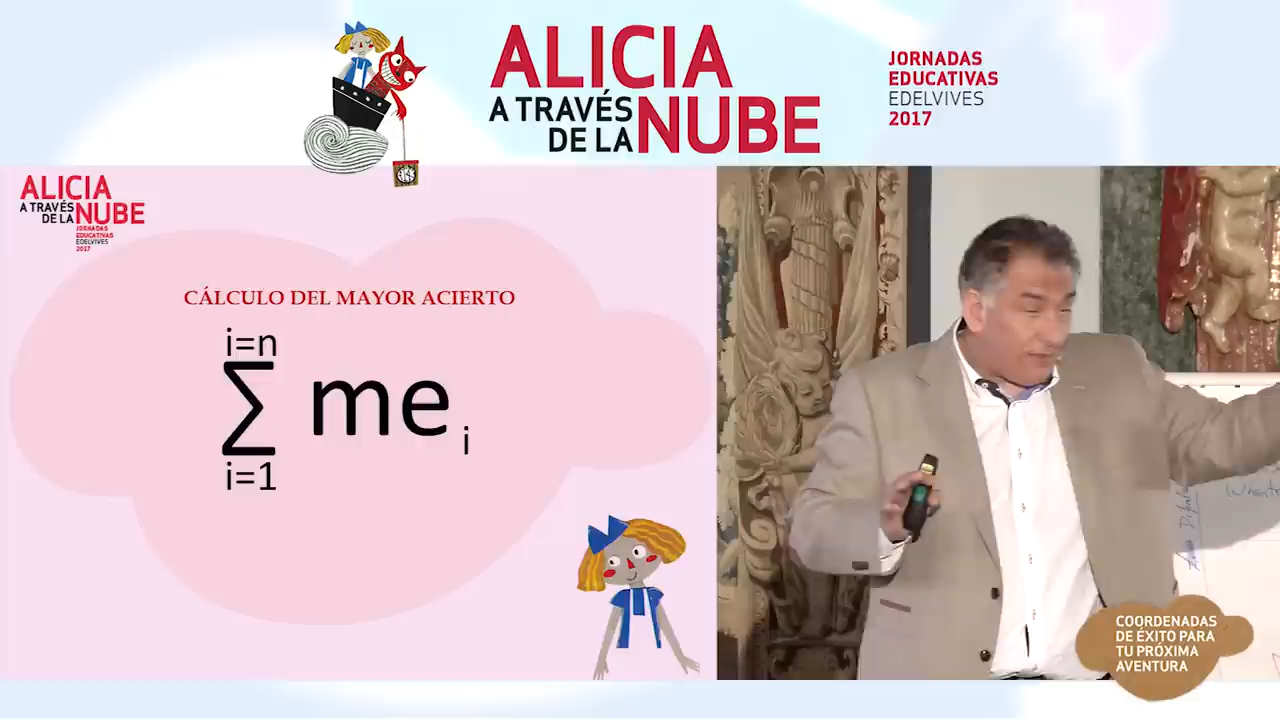 ALICIA
A TRAVÉS
DE LA NUBE
JORNADAS
EDUCATIVAS
EDELVIVES
2017
ALICIA
A TRAVÉS
DE LA NUBE
JORNADAS
EDUCATIVAS
EDELVIVES
2017
CÁLCULO DEL MAYOR ACIERTO
i=n
∑ me i
i=1
COORDENADAS
DE ÉXITO PARA
TU PRÓXIMA
AVENTURA